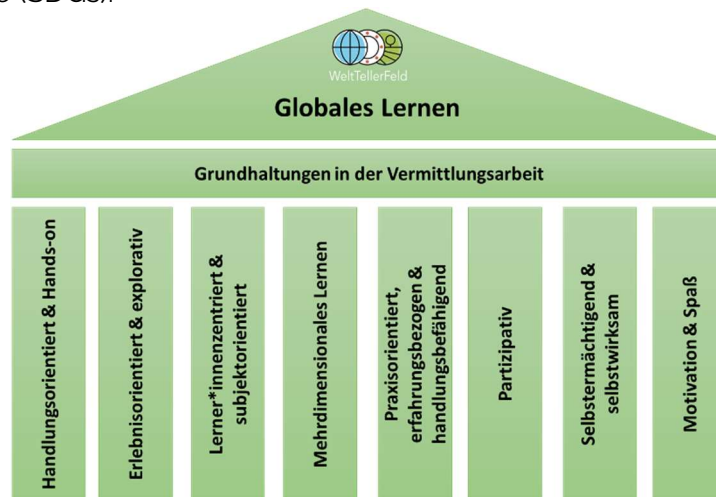 WeltTellerFeld
Globales Lernen
Grundhaltungen in der Vermittlungsarbeit
Handlungsorientiert & Hands-on
Erlebnisorientiert & explorativ
Lerner*innenzentriert &
subjektorientiert
Mehrdimensionales Lernen
Praxisorientiert,
erfahrungsbezogen &
handlungsbefähigend
Partizipativ
Selbstermächtigend &
selbstwirksam
Motivation & Spaß